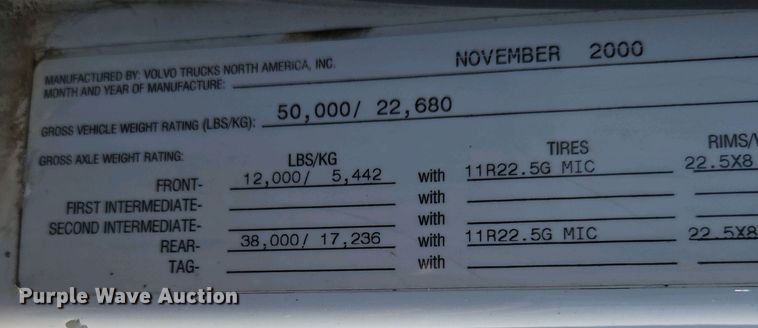 MANUFACTURED BY: VOLVO TRUCKS NORTH AMERICA, INC.
MONTH AND YEAR OF MANUFACTURE: NOVEMBER 2000
GROSS VEHICLE WEIGHT RATING (LBS/KG): 50,000/ 22,680
GROSS AXLE WEIGHT RATING: LBS/KG TIRES RIMS/
FRONT- 12,000/ 5,442 with 11R22.5G MIC 22.5X8
FIRST INTERMEDIATE- with
SECOND INTERMEDIATE- with
REAR- 38,000/ 17,236 with 11R22.5G MIC 22.5X8
TAG- with
Purple Wave Auction